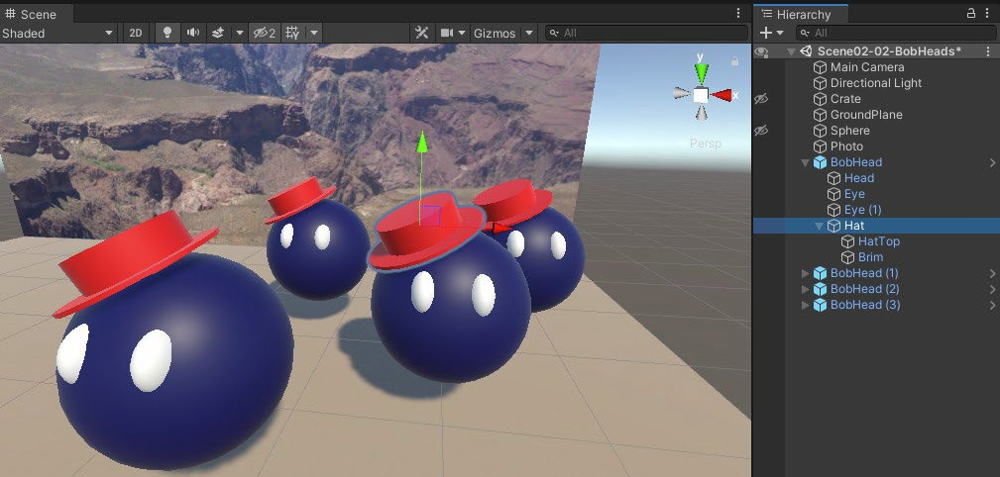 Scene
Shaded
2D
2
Gizmos
All
y
x
Persp
Hierarchy
All
Scene02-02-BobHeads*
Main Camera
Directional Light
Crate
GroundPlane
Sphere
Photo
BobHead
Head
Eye
Eye (1)
Hat
HatTop
Brim
BobHead (1)
BobHead (2)
BobHead (3)